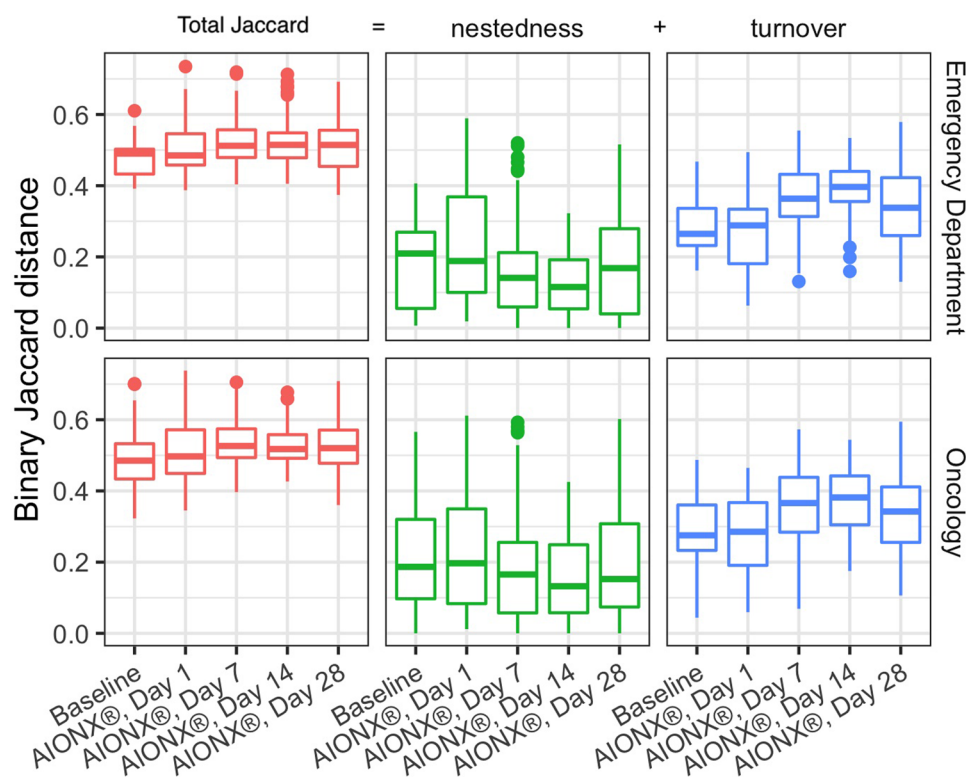 Total Jaccard = nestedness + turnover
Binary Jaccard distance
0.6
0.4
0.2
0.0
Emergency Department
0.6
0.4
0.2
0.0
Oncology
Baseline
AIONX®, Day 1
AIONX®, Day 7
AIONX®, Day 14
AIONX®, Day 28
Baseline
AIONX®, Day 1
AIONX®, Day 7
AIONX®, Day 14
AIONX®, Day 28
Baseline
AIONX®, Day 1
AIONX®, Day 7
AIONX®, Day 14
AIONX®, Day 28